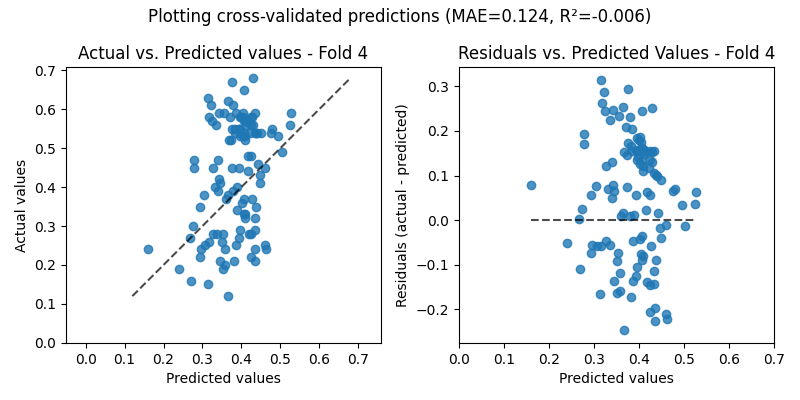 Plotting cross-validated predictions (MAE=0.124, R²=-0.006)
Actual vs. Predicted values - Fold 4
Actual values
0.7
0.6
0.5
0.4
0.3
0.2
0.1
0.0
0.0 0.1 0.2 0.3 0.4 0.5 0.6 0.7
Predicted values
Residuals vs. Predicted Values - Fold 4
Residuals (actual - predicted)
0.3
0.2
0.1
0.0
−0.1
−0.2
0.0 0.1 0.2 0.3 0.4 0.5 0.6 0.7
Predicted values